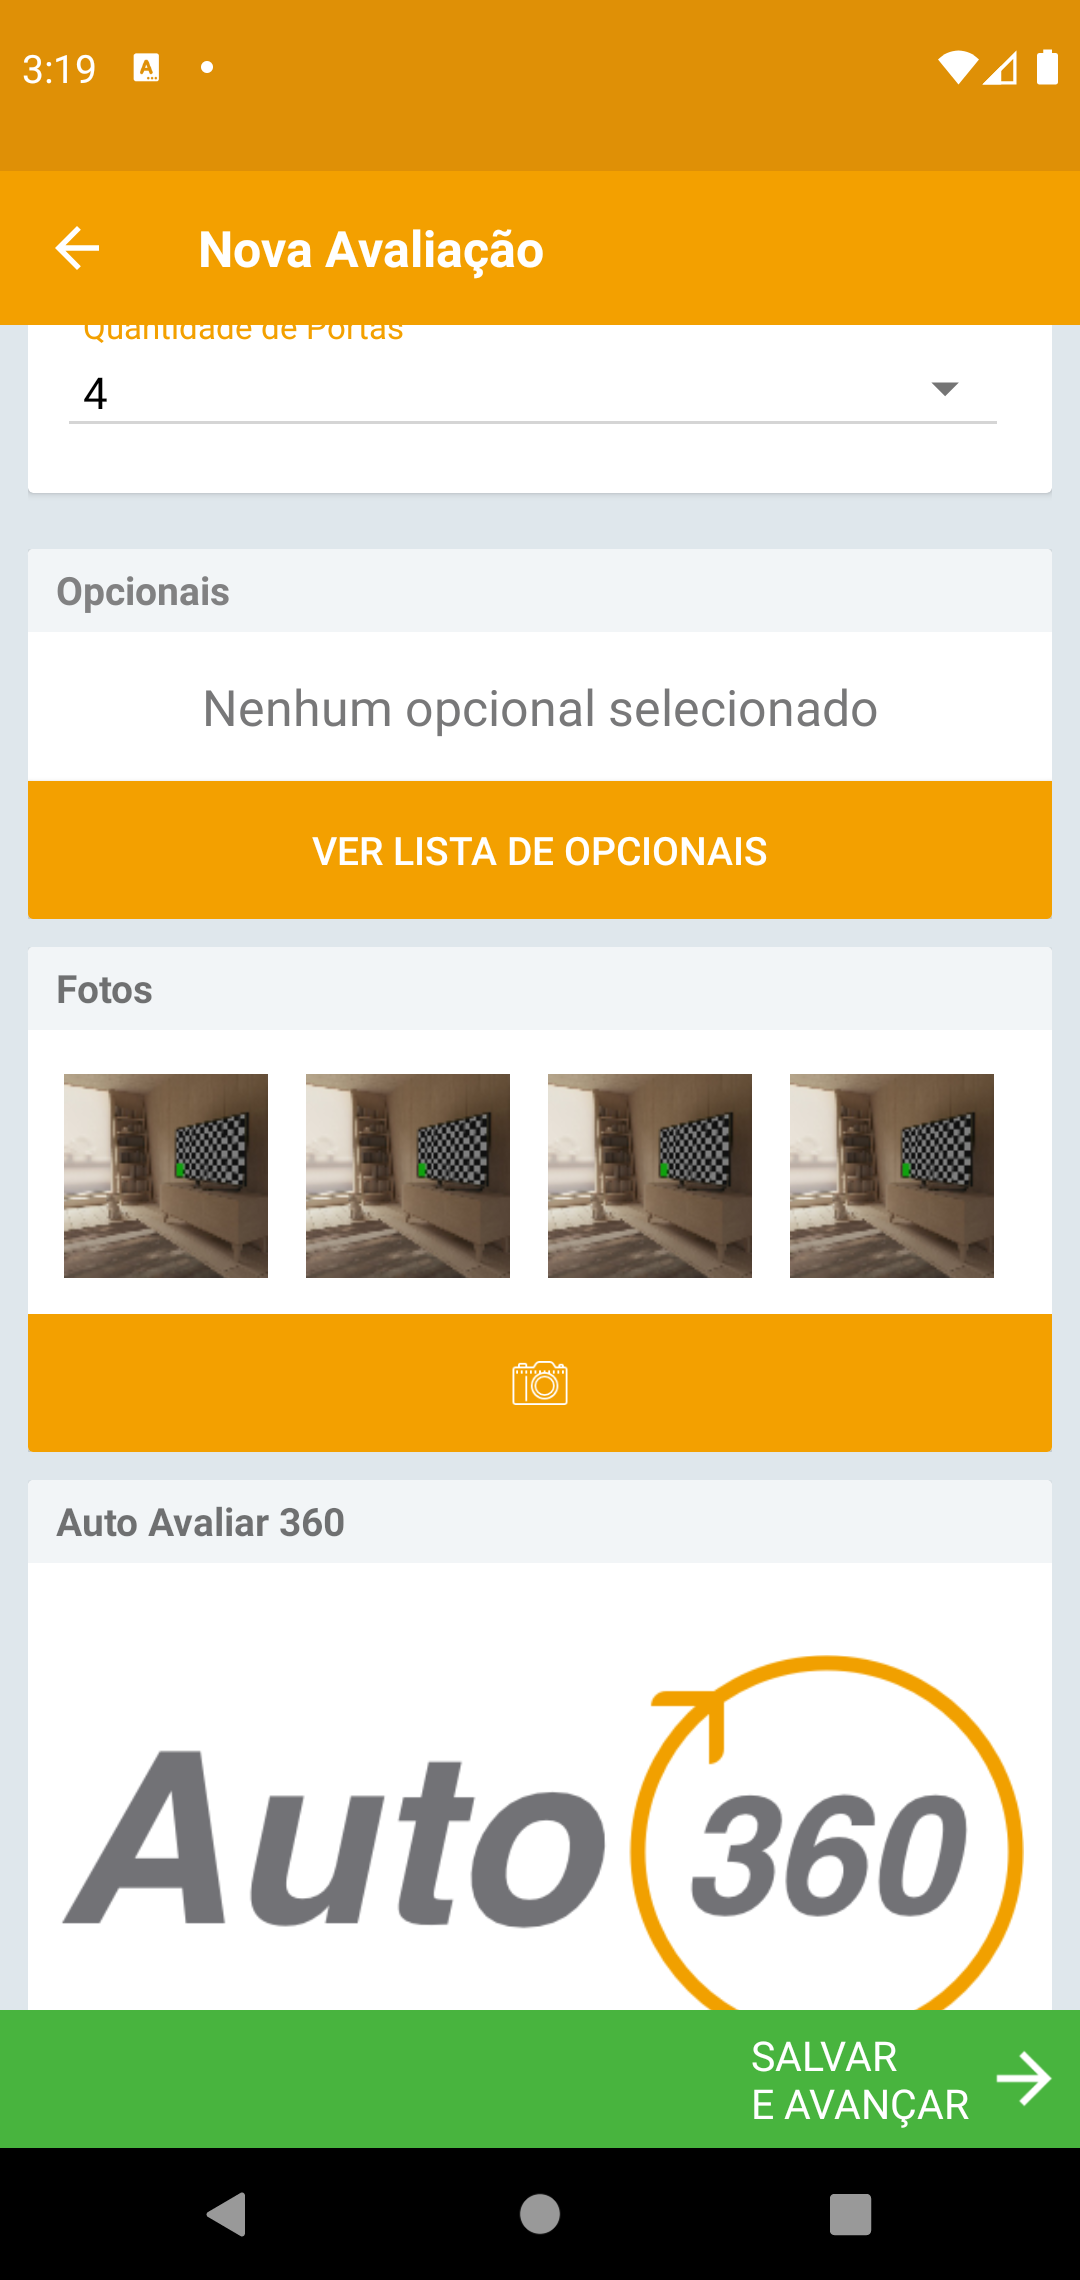 3:19
Nova Avaliação
Quantidade de Portas
4
Opcionais
Nenhum opcional selecionado
VER LISTA DE OPCIONAIS
Fotos
Auto Avaliar 360
Auto 360
SALVAR
E AVANÇAR